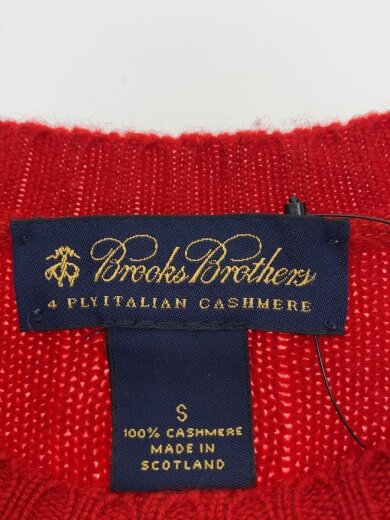 Brooks Brothers
4 PLY ITALIAN CASHMERE
S
100% CASHMERE
MADE IN
SCOTLAND